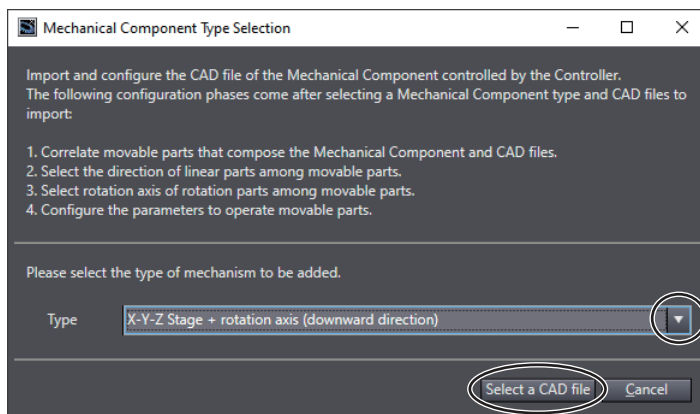 Mechanical Component Type Selection
Import and configure the CAD file of the Mechanical Component controlled by the Controller.
The following configuration phases come after selecting a Mechanical Component type and CAD files to
import:
1. Correlate movable parts that compose the Mechanical Component and CAD files.
2. Select the direction of linear parts among movable parts.
3. Select rotation axis of rotation parts among movable parts.
4. Configure the parameters to operate movable parts.
Please select the type of mechanism to be added.
Type X-Y-Z Stage + rotation axis (downward direction)
Select a CAD file Cancel